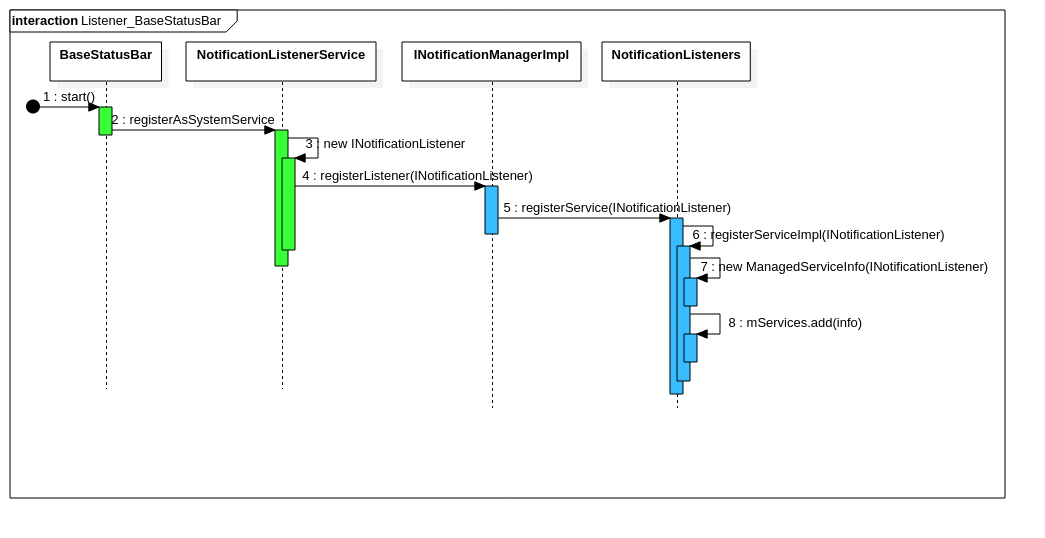 interaction Listener_BaseStatusBar
BaseStatusBar
NotificationListenerService
INotificationManagerImpl
NotificationListeners
1 : start()
2 : registerAsSystemService
3 : new INotificationListener
4 : registerListener(INotificationListener)
5 : registerService(INotificationListener)
6 : registerServiceImpl(INotificationListener)
7 : new ManagedServiceInfo(INotificationListener)
8 : mServices.add(info)